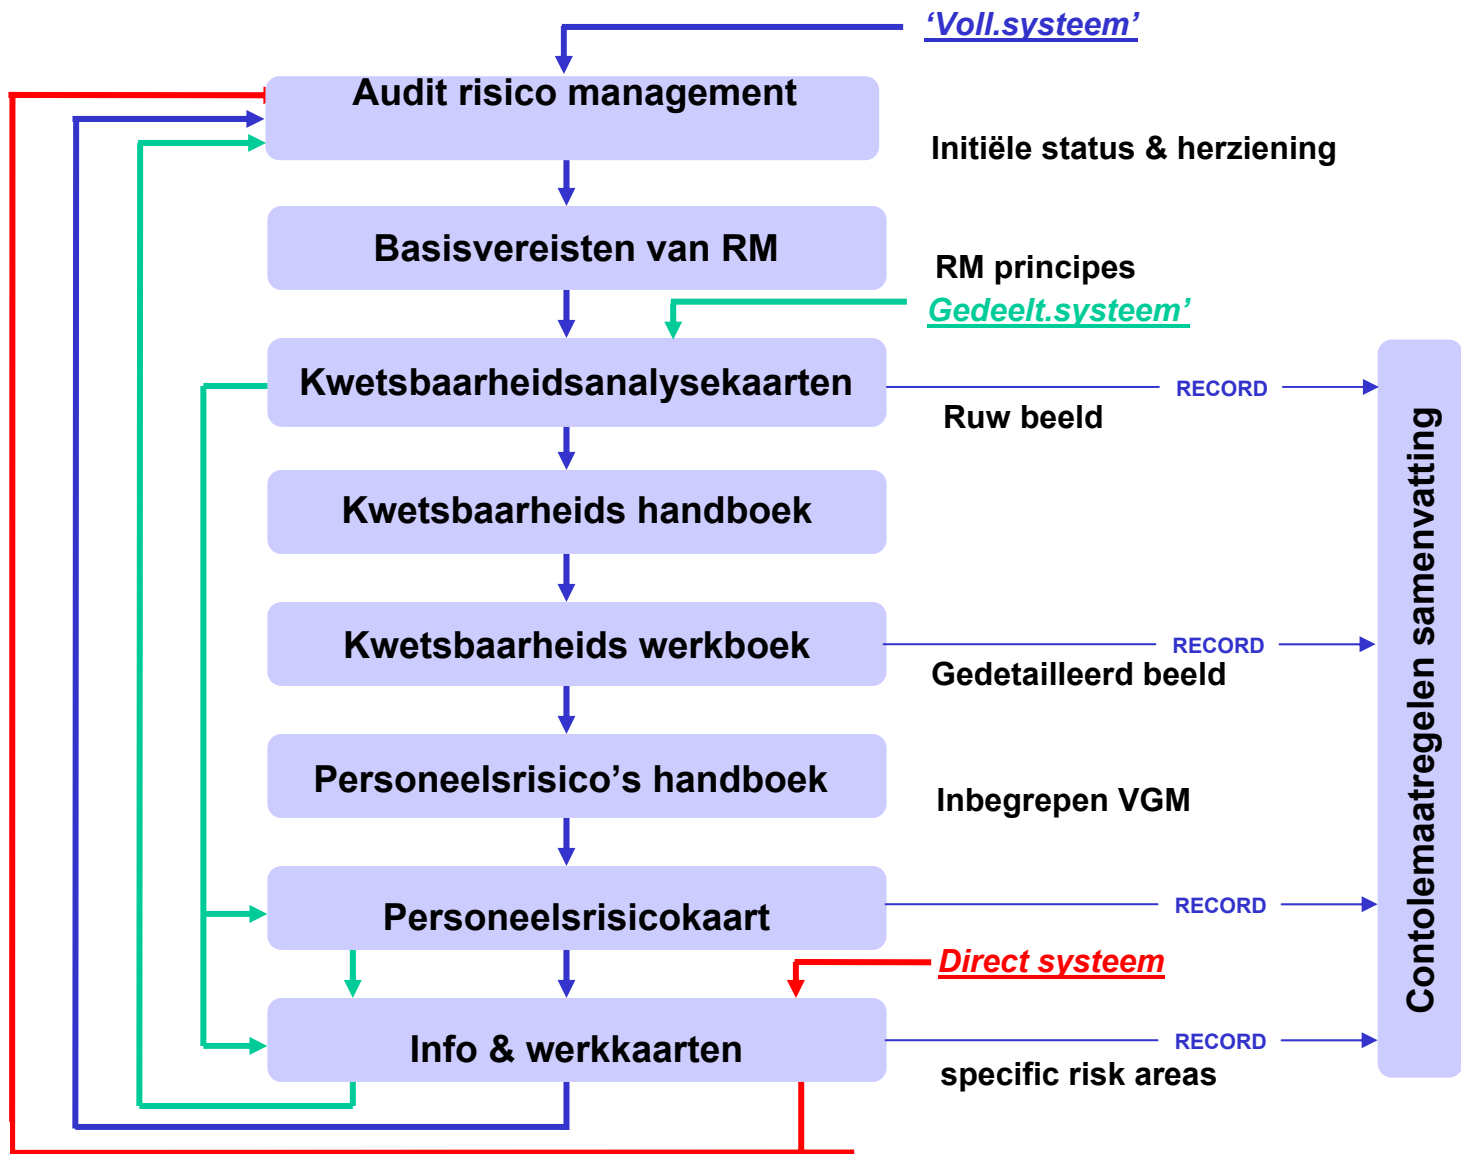 ‘Voll.systeem’
Audit risico management
Initiële status & herziening
Basisvereisten van RM
RM principes
Gedeelt.systeem’
Kwetsbaarheidsanalysekaarten
RECORD
Ruw beeld
Kwetsbaarheids handboek
Kwetsbaarheids werkboek
RECORD
Gedetailleerd beeld
Personeelsrisico’s handboek
Inbegrepen VGM
Personeelsrisicokaart
RECORD
Direct systeem
Info & werkkaarten
RECORD
specific risk areas
Contolemaatregelen samenvatting